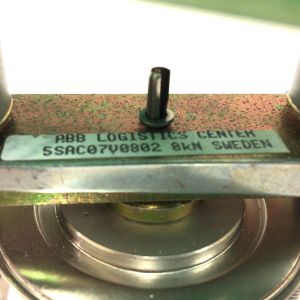 ABB LOGISTICS CENTER
5SAC07V0802 8kN SWEDEN